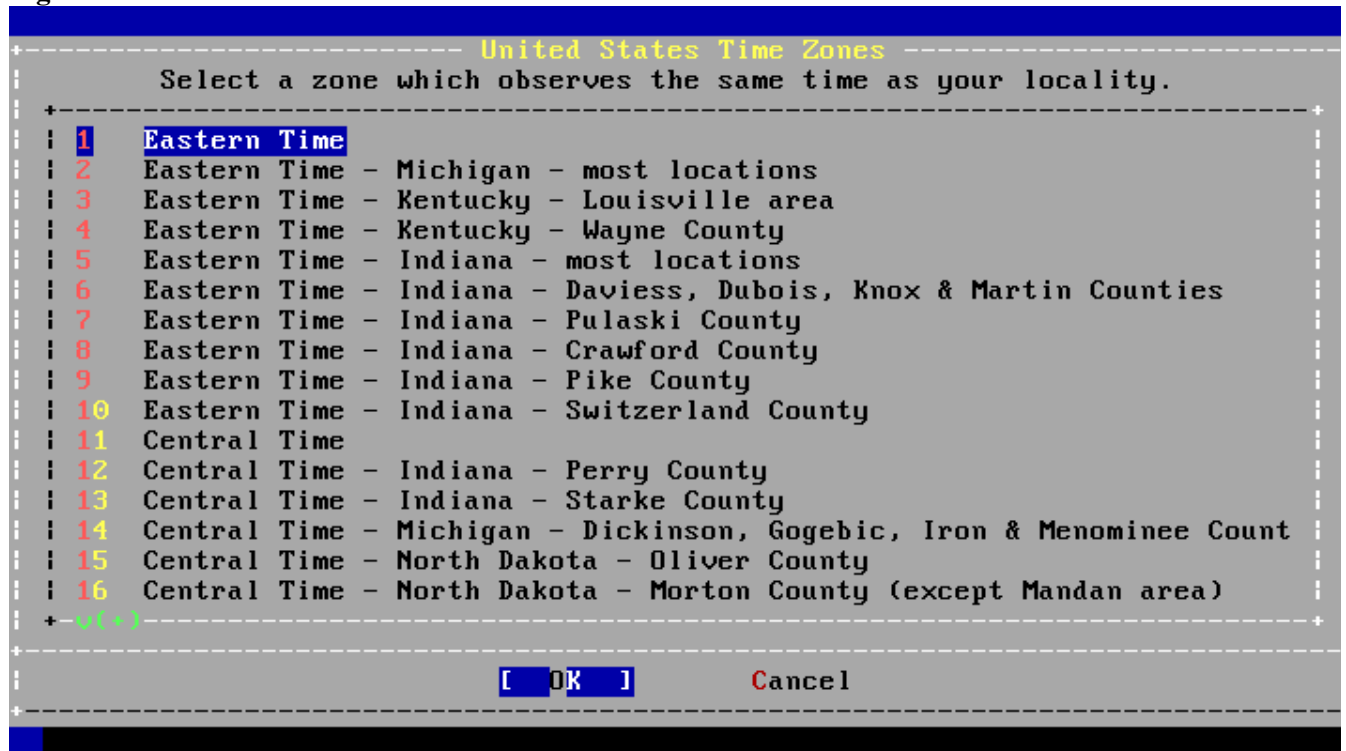 United States Time Zones
Select a zone which observes the same time as your locality.
1 Eastern Time
2 Eastern Time - Michigan - most locations
3 Eastern Time - Kentucky - Louisville area
4 Eastern Time - Kentucky - Wayne County
5 Eastern Time - Indiana - most locations
6 Eastern Time - Indiana - Daviess, Dubois, Knox & Martin Counties
7 Eastern Time - Indiana - Pulaski County
8 Eastern Time - Indiana - Crawford County
9 Eastern Time - Indiana - Pike County
10 Eastern Time - Indiana - Switzerland County
11 Central Time
12 Central Time - Indiana - Perry County
13 Central Time - Indiana - Starke County
14 Central Time - Michigan - Dickinson, Gogebic, Iron & Menominee Count
15 Central Time - North Dakota - Oliver County
16 Central Time - North Dakota - Morton County (except Mandan area)
v(+)
[ OK ] Cancel